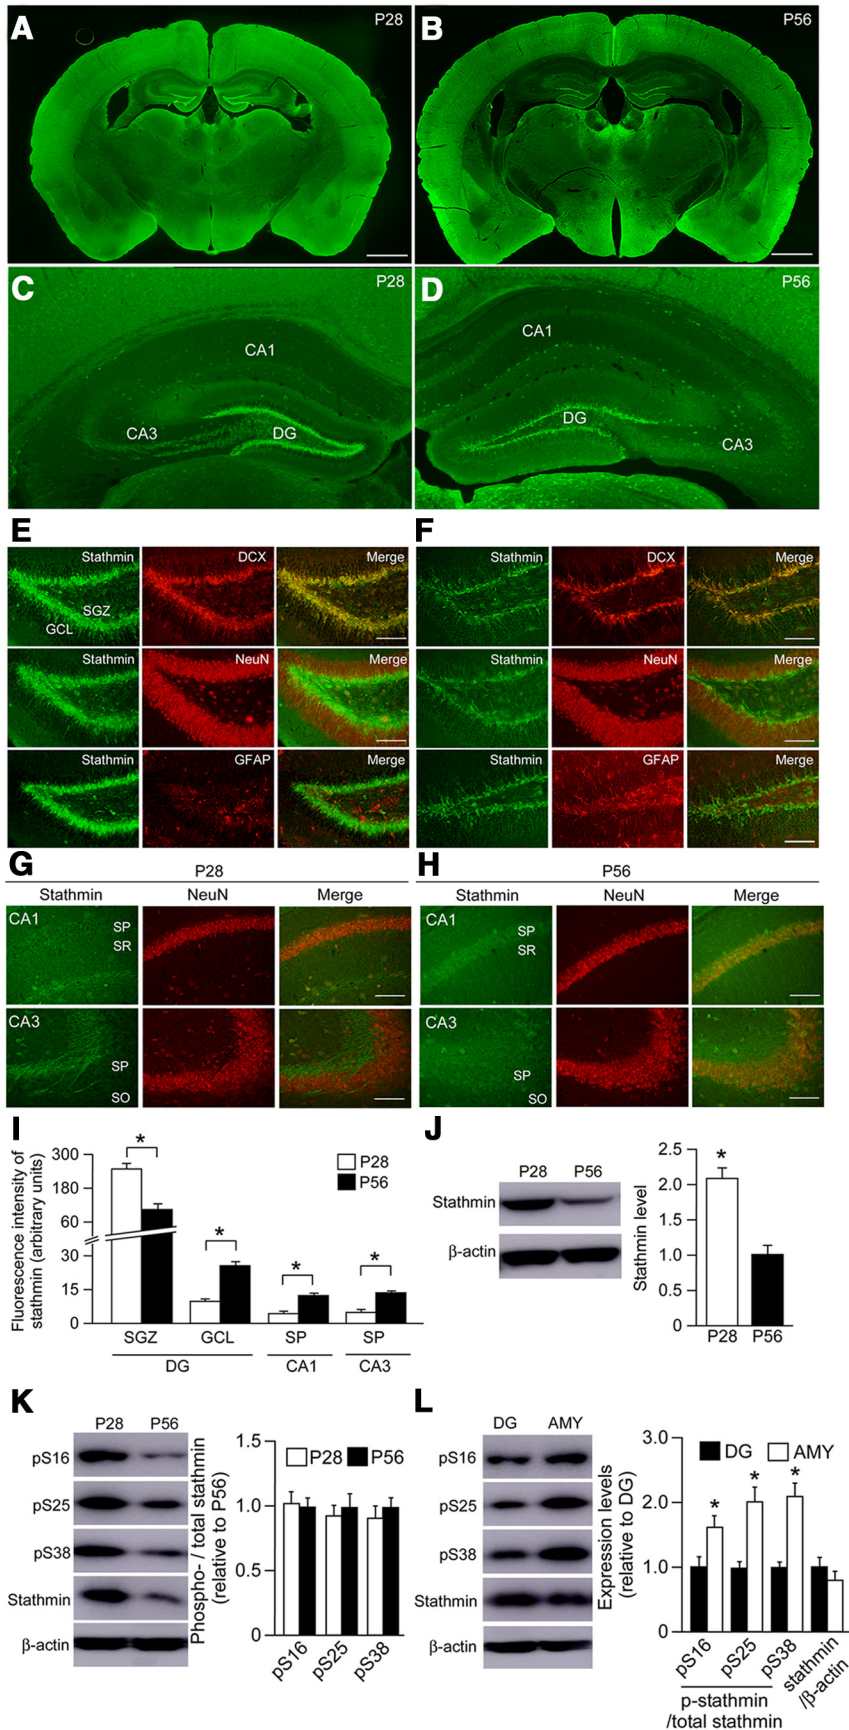 A P28
B P56
C P28
CA1
CA3 DG
D P56
CA1
DG
CA3
E
Stathmin DCX Merge
SGZ
GCL
Stathmin NeuN Merge
Stathmin GFAP Merge
F
Stathmin DCX Merge
Stathmin NeuN Merge
Stathmin GFAP Merge
G P28
Stathmin NeuN Merge
CA1
SP
SR
CA3
SP
SO
H P56
Stathmin NeuN Merge
CA1
SP
SR
CA3
SP
SO
I
Fluorescence intensity of
stathmin (arbitrary units)
300
180
60
30
15
0
* * * *
P28
P56
SGZ GCL SP SP
DG CA1 CA3
J
P28 P56
Stathmin
β-actin
Stathmin level
2.5
2.0
1.5
1.0
0.5
0
*
P28 P56
K
P28 P56
pS16
pS25
pS38
Stathmin
β-actin
Phospho- / total stathmin
(relative to P56)
1.5
1.0
0.5
0
P28 P56
pS16 pS25 pS38
L
DG AMY
pS16
pS25
pS38
Stathmin
β-actin
Expression levels
(relative to DG)
3.0
2.0
1.0
0
DG AMY
* * *
pS16 pS25 pS38 stathmin
/β-actin
p-stathmin
/total stathmin